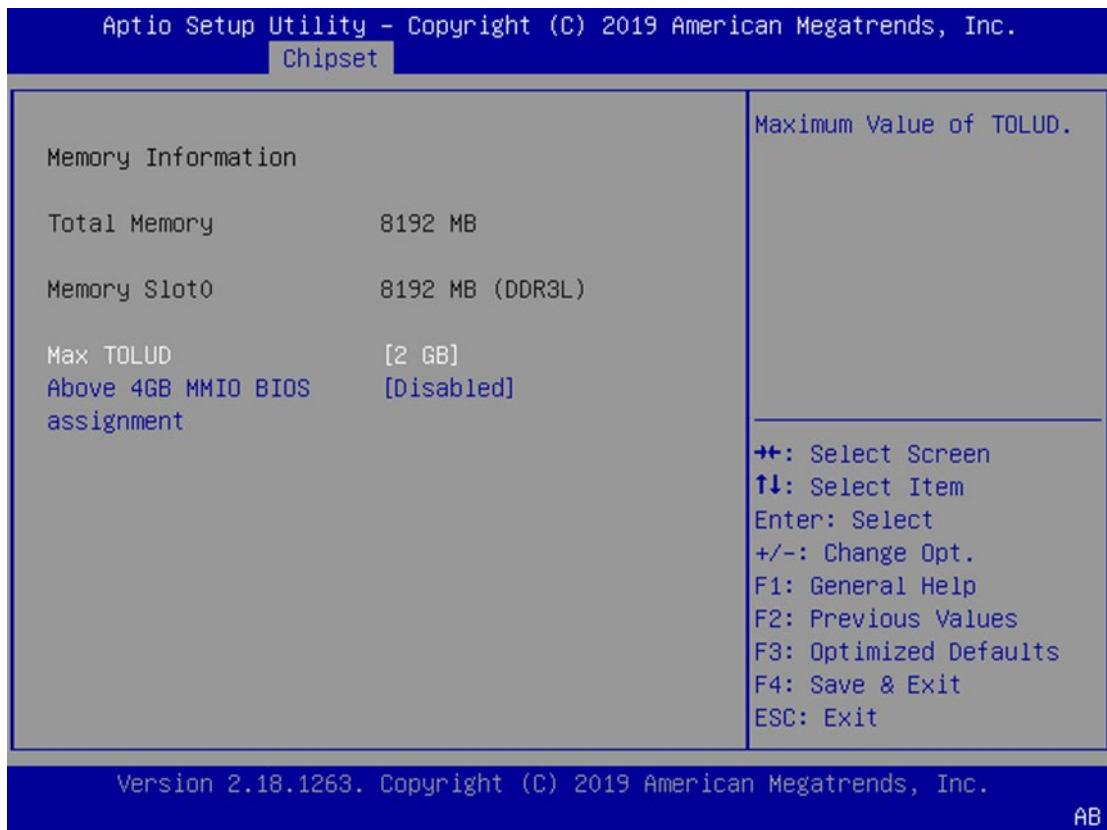 Aptio Setup Utility – Copyright (C) 2019 American Megatrends, Inc.
Chipset
Memory Information
Total Memory 8192 MB
Memory Slot0 8192 MB (DDR3L)
Max TOLUD [2 GB]
Above 4GB MMIO BIOS [Disabled]
assignment
Maximum Value of TOLUD.
→←: Select Screen
↑↓: Select Item
Enter: Select
+/-: Change Opt.
F1: General Help
F2: Previous Values
F3: Optimized Defaults
F4: Save & Exit
ESC: Exit
Version 2.18.1263. Copyright (C) 2019 American Megatrends, Inc.
AB